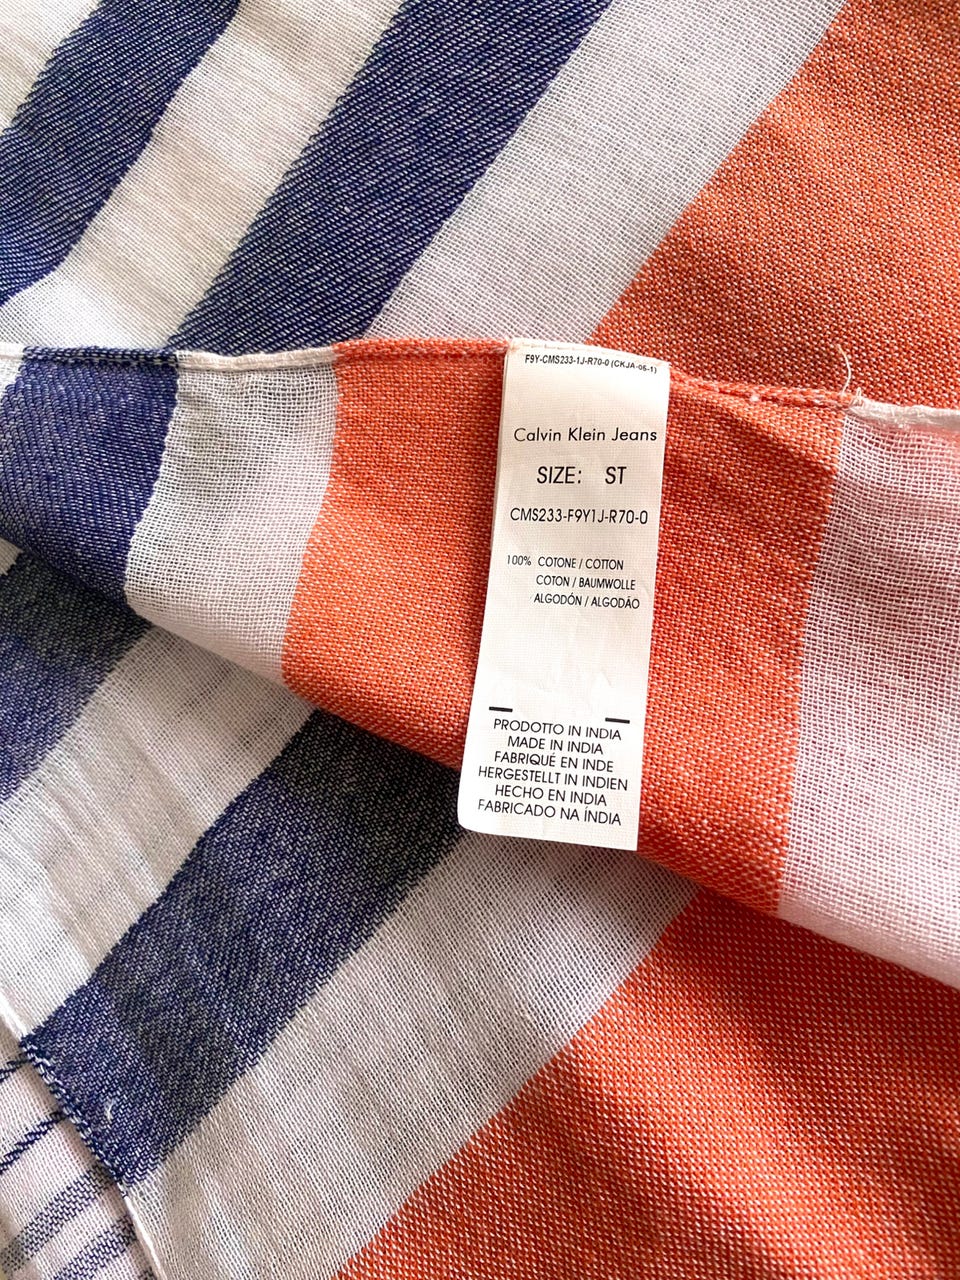 F9Y-CMS233-1J-R70-0 (CKJA-06-1)
Calvin Klein Jeans
SIZE: ST
CMS233-F9Y1J-R70-0
100% COTONE / COTTON
COTON / BAUMWOLLE
ALGODÓN / ALGODÃO
PRODOTTO IN INDIA
MADE IN INDIA
FABRIQUÉ EN INDE
HERGESTELLT IN INDIEN
HECHO EN INDIA
FABRICADO NA ÍNDIA